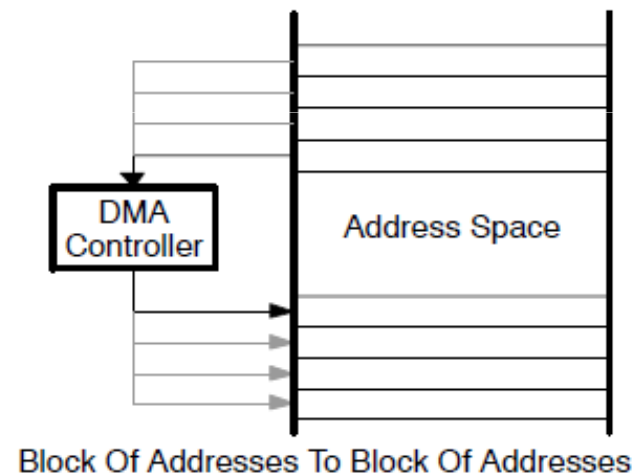 DMA
Controller
Address Space
Block Of Addresses To Block Of Addresses